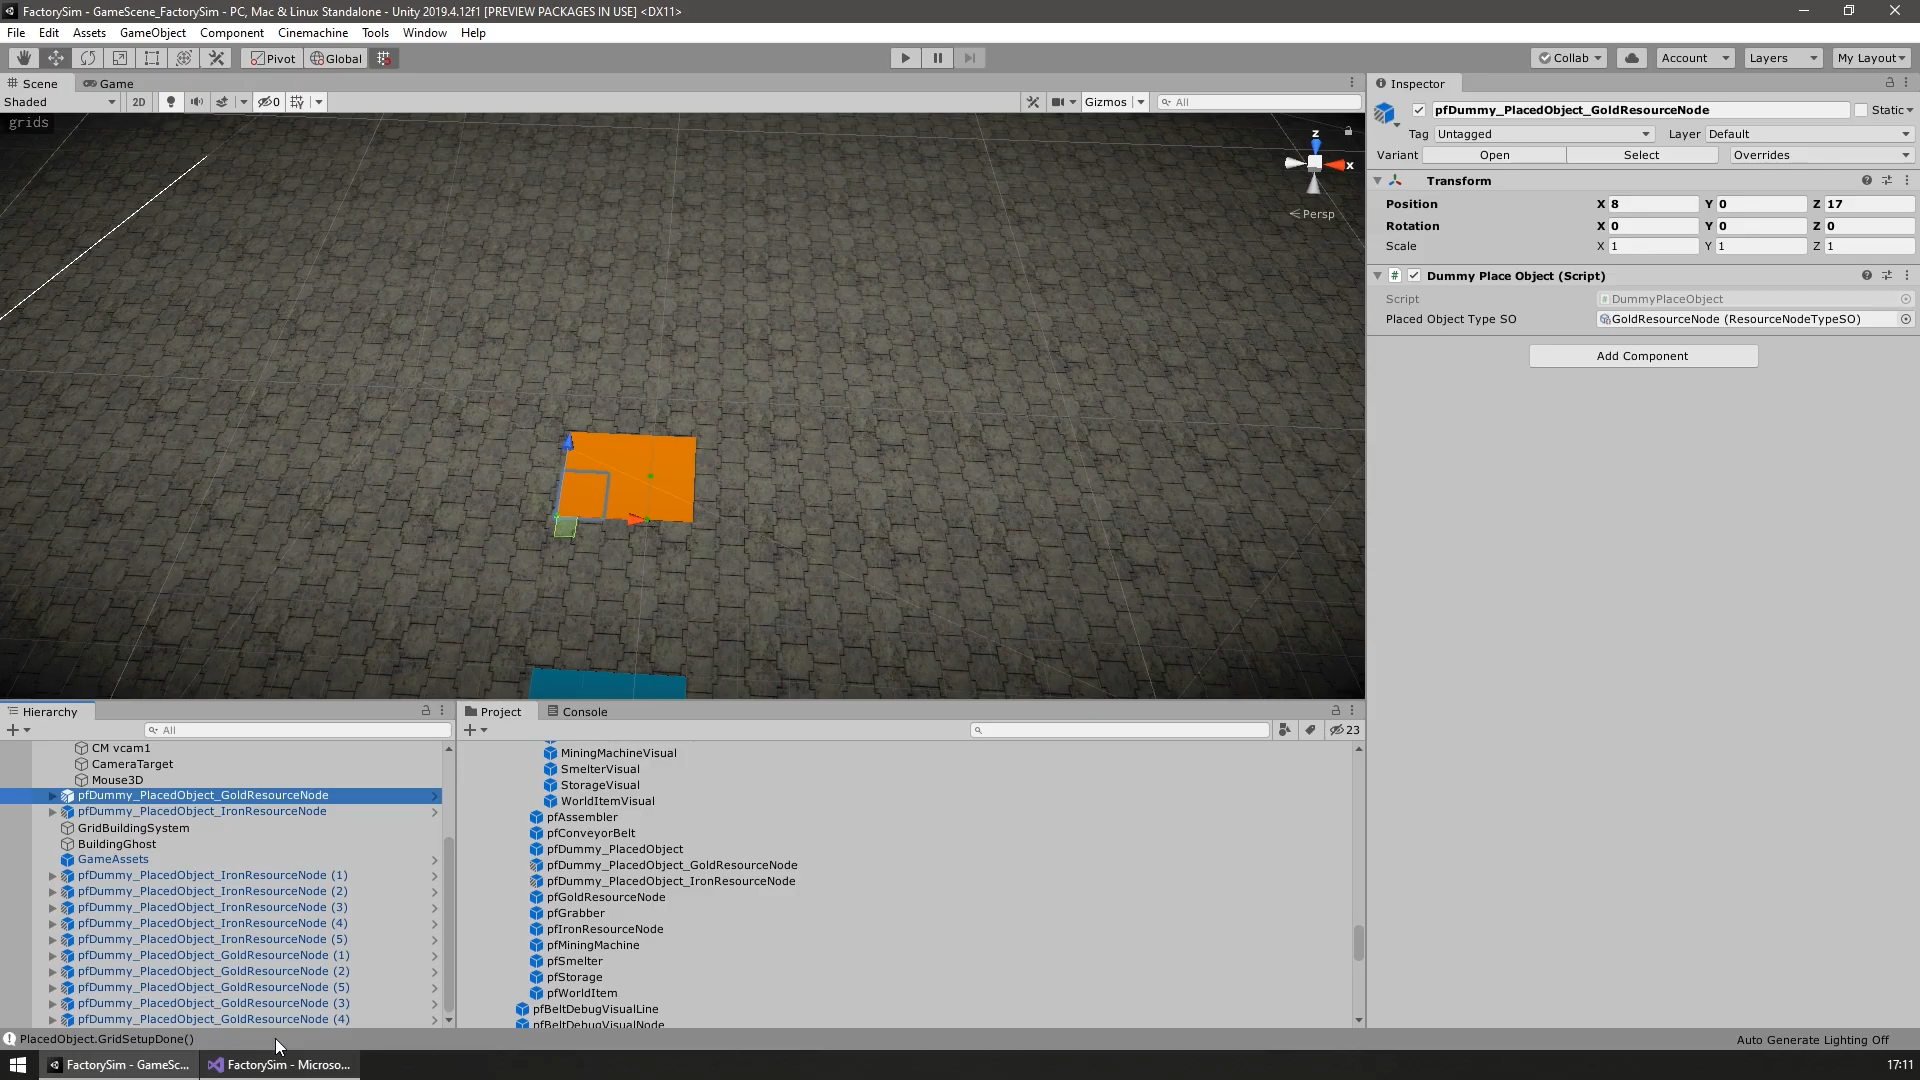 FactorySim - GameScene_FactorySim - PC, Mac & Linux Standalone - Unity 2019.4.12f1 [PREVIEW PACKAGES IN USE] <DX11>
File Edit Assets GameObject Component Cinemachine Tools Window Help
Pivot Global Collab Account Layers My Layout
Scene Game
Shaded 2D 0 Gizmos All
grids
z
x
Persp
Inspector
pfDummy_PlacedObject_GoldResourceNode Static
Tag Untagged Layer Default
Variant Open Select Overrides
Transform
Position X 8 Y 0 Z 17
Rotation X 0 Y 0 Z 0
Scale X 1 Y 1 Z 1
# Dummy Place Object (Script)
Script DummyPlaceObject
Placed Object Type SO GoldResourceNode (ResourceNodeTypeSO)
Add Component
Hierarchy
All
CM vcam1
CameraTarget
Mouse3D
pfDummy_PlacedObject_GoldResourceNode
pfDummy_PlacedObject_IronResourceNode
GridBuildingSystem
BuildingGhost
GameAssets
pfDummy_PlacedObject_IronResourceNode (1)
pfDummy_PlacedObject_IronResourceNode (2)
pfDummy_PlacedObject_IronResourceNode (3)
pfDummy_PlacedObject_IronResourceNode (4)
pfDummy_PlacedObject_IronResourceNode (5)
pfDummy_PlacedObject_GoldResourceNode (1)
pfDummy_PlacedObject_GoldResourceNode (2)
pfDummy_PlacedObject_GoldResourceNode (5)
pfDummy_PlacedObject_GoldResourceNode (3)
pfDummy_PlacedObject_GoldResourceNode (4)
Project Console
23
MiningMachineVisual
SmelterVisual
StorageVisual
WorldItemVisual
pfAssembler
pfConveyorBelt
pfDummy_PlacedObject
pfDummy_PlacedObject_GoldResourceNode
pfDummy_PlacedObject_IronResourceNode
pfGoldResourceNode
pfGrabber
pfIronResourceNode
pfMiningMachine
pfSmelter
pfStorage
pfWorldItem
pfBeltDebugVisualLine
pfBeltDebugVisualNode
PlacedObject.GridSetupDone()
Auto Generate Lighting Off
FactorySim - GameSc...
FactorySim - Microso...
17:11